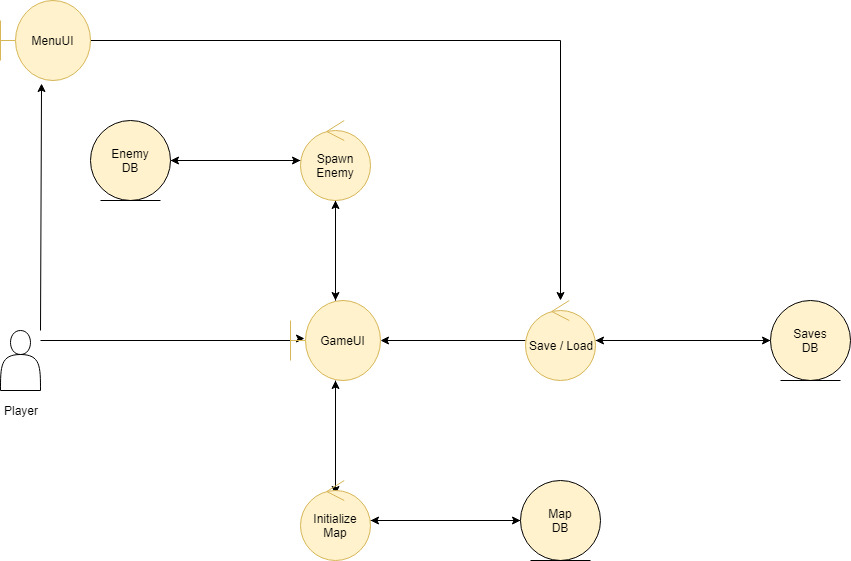 MenuUI
Enemy
DB
Spawn
Enemy
GameUI
Save / Load
Saves
DB
Player
Initialize
Map
Map
DB